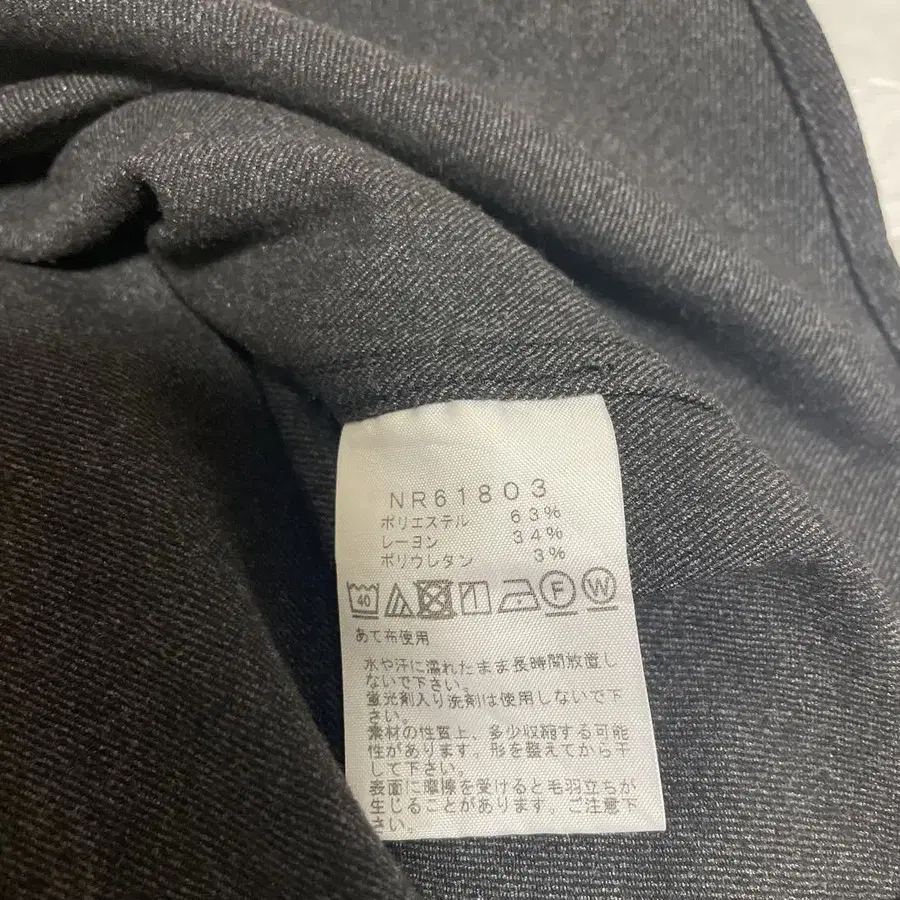 NR61803
ポリエステル 63%
レーヨン 34%
ポリウレタン 3%
40 F W
あて布使用
水や汗に濡れたまま長時間放置し
ないで下さい。
蛍光剤入り洗剤は使用しないで下
さい。
素材の性質上、多少収縮する可能
性があります。形を整えてから干
して下さい。
表面に摩擦を受けると毛羽立ちが
生じることがあります。ご注意下
さい。